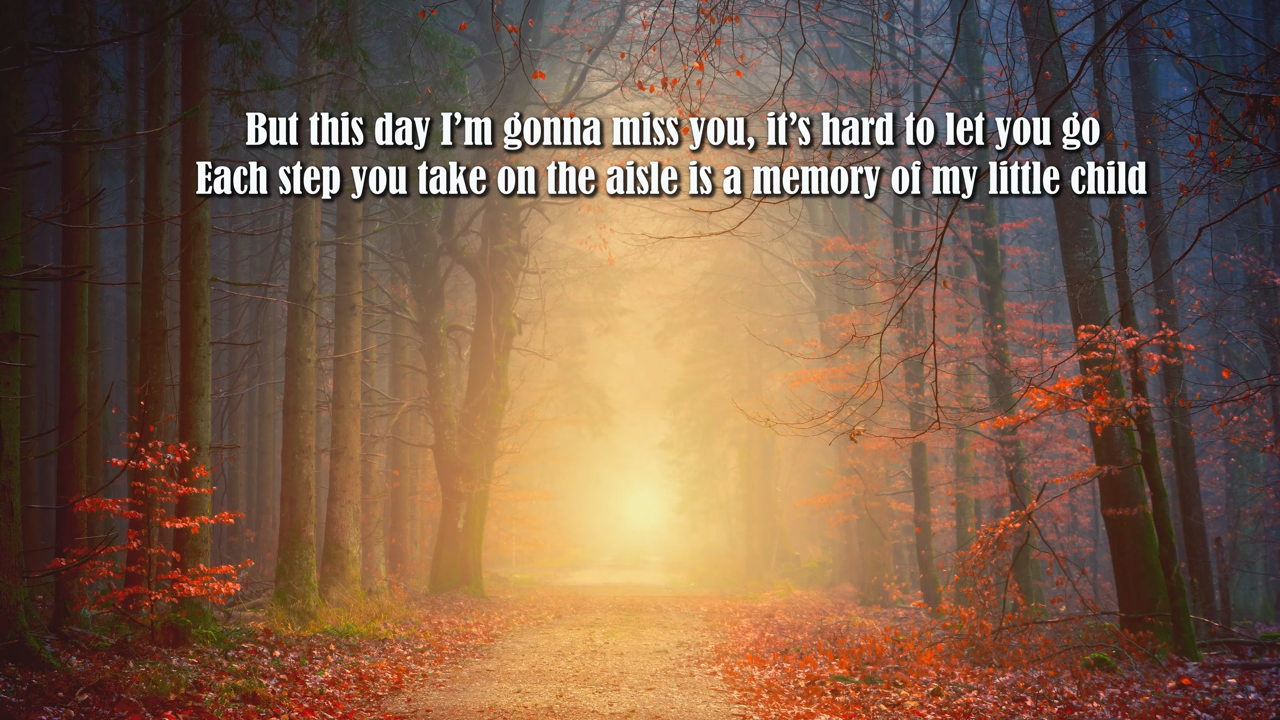 But this day I’m gonna miss you, it’s hard to let you go
Each step you take on the aisle is a memory of my little child